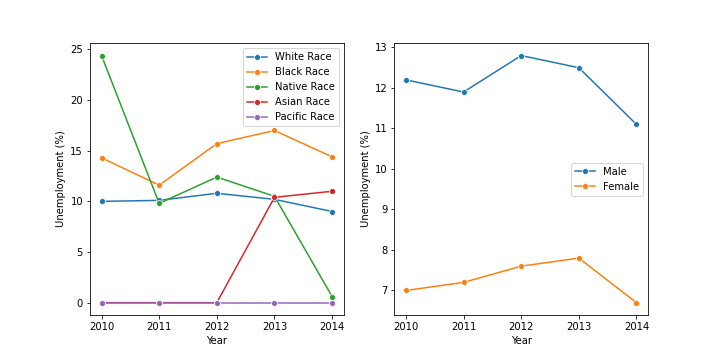 25
20
15
10
5
0
Unemployment (%)
2010 2011 2012 2013 2014
Year
White Race
Black Race
Native Race
Asian Race
Pacific Race
13
12
11
10
9
8
7
Unemployment (%)
2010 2011 2012 2013 2014
Year
Male
Female